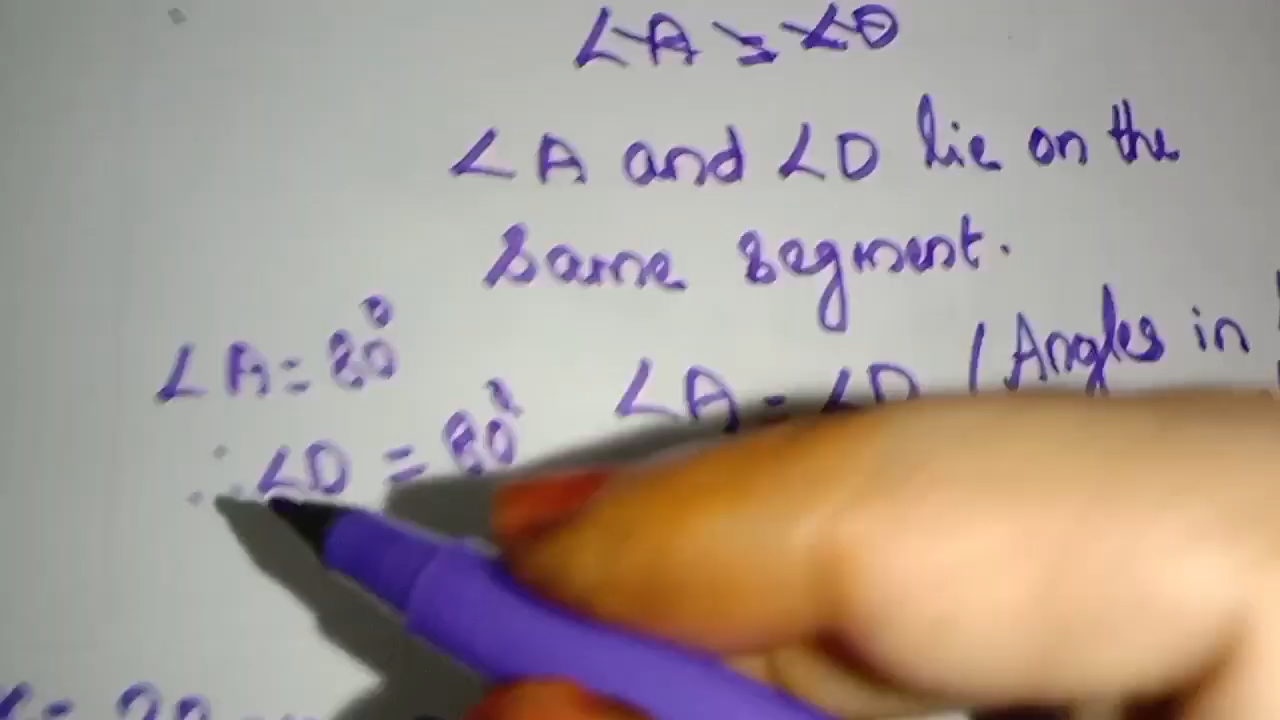 ∠A and ∠D lie on the
same segment.
∠A = 80°
∠A = ∠D (Angles in
∴ ∠D = 80°